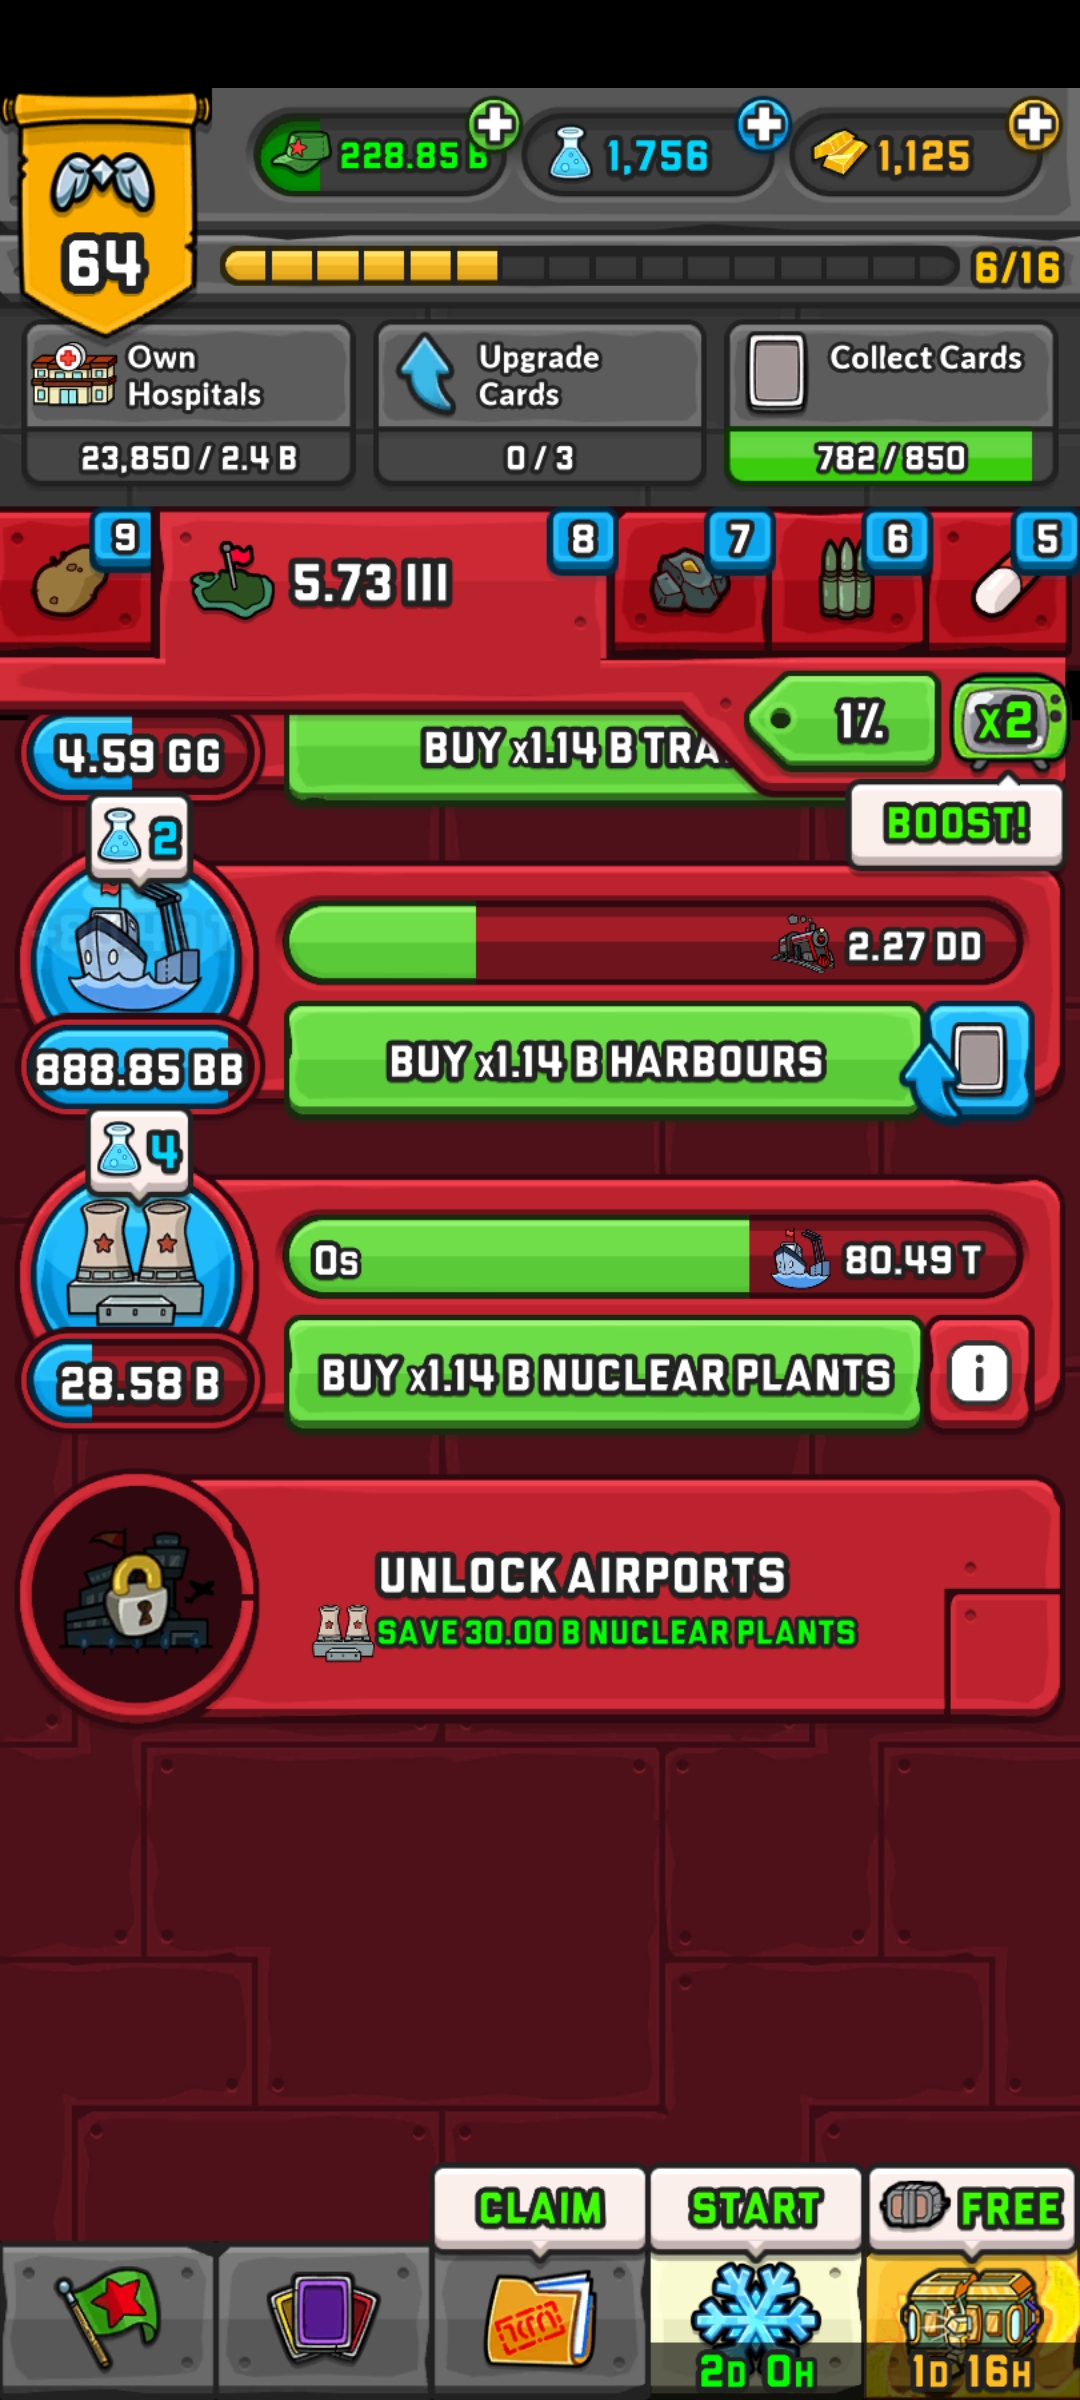 228.85 B
1,756
1,125
64
6/16
Own
Hospitals
23,850 / 2.4 B
Upgrade
Cards
0 / 3
Collect Cards
782 / 850
9
5.73 III
8
7
6
5
4.59 GG
BUY x1.14 B TRA
1%
x2
BOOST!
2
2.27 DD
888.85 BB
BUY x1.14 B HARBOURS
4
0s
80.49 T
28.58 B
BUY x1.14 B NUCLEAR PLANTS
i
UNLOCK AIRPORTS
SAVE 30.00 B NUCLEAR PLANTS
CLAIM
START
FREE
2D 0H
1D 16H